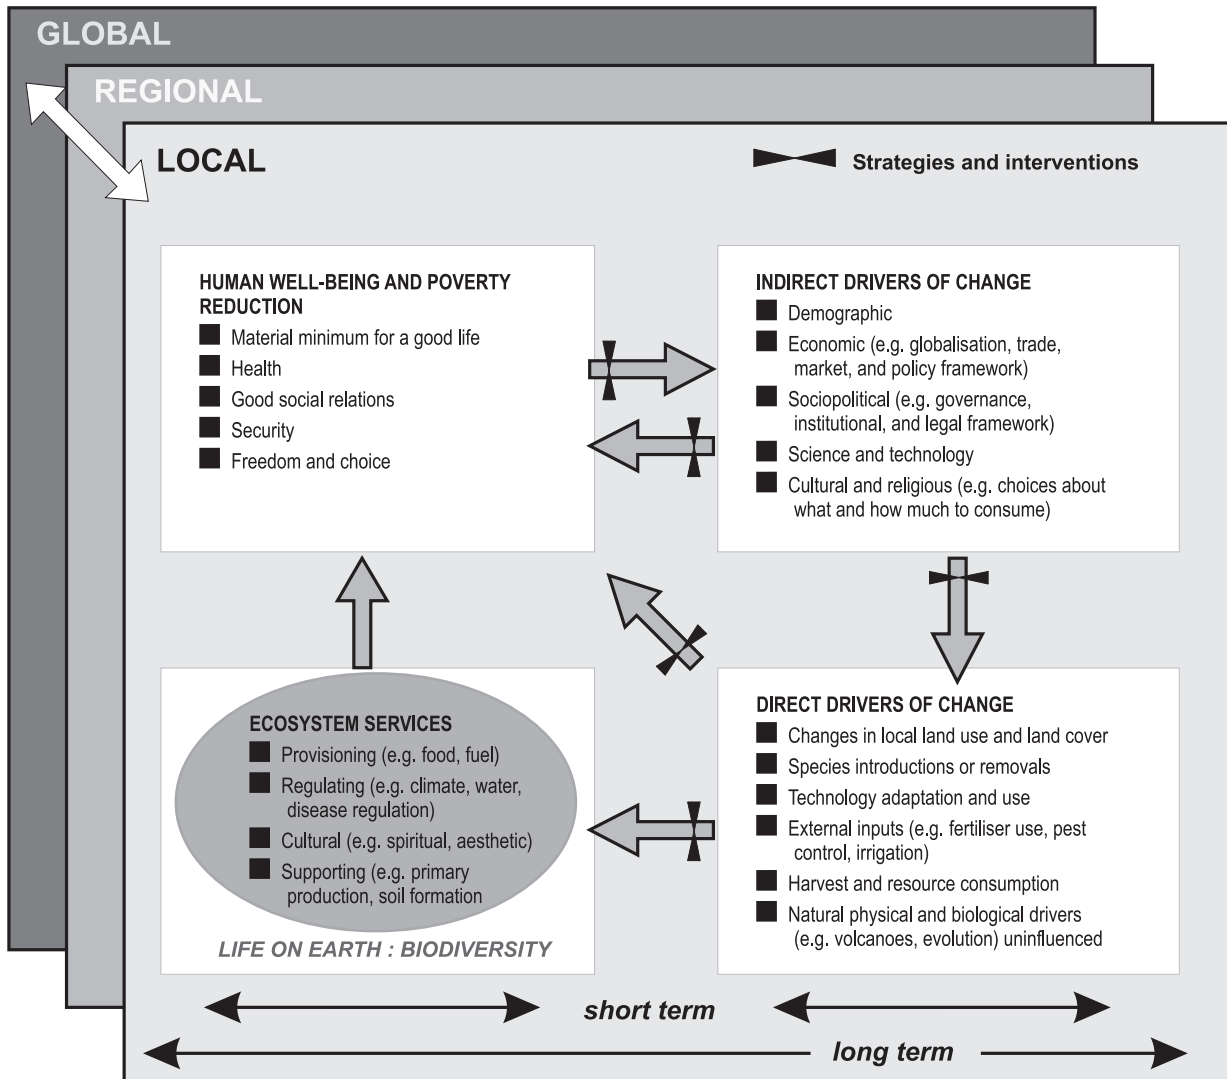 GLOBAL
REGIONAL
LOCAL
Strategies and interventions
HUMAN WELL-BEING AND POVERTY
REDUCTION
Material minimum for a good life
Health
Good social relations
Security
Freedom and choice
INDIRECT DRIVERS OF CHANGE
Demographic
Economic (e.g. globalisation, trade,
market, and policy framework)
Sociopolitical (e.g. governance,
institutional, and legal framework)
Science and technology
Cultural and religious (e.g. choices about
what and how much to consume)
ECOSYSTEM SERVICES
Provisioning (e.g. food, fuel)
Regulating (e.g. climate, water,
disease regulation)
Cultural (e.g. spiritual, aesthetic)
Supporting (e.g. primary
production, soil formation
LIFE ON EARTH : BIODIVERSITY
DIRECT DRIVERS OF CHANGE
Changes in local land use and land cover
Species introductions or removals
Technology adaptation and use
External inputs (e.g. fertiliser use, pest
control, irrigation)
Harvest and resource consumption
Natural physical and biological drivers
(e.g. volcanoes, evolution) uninfluenced
short term
long term